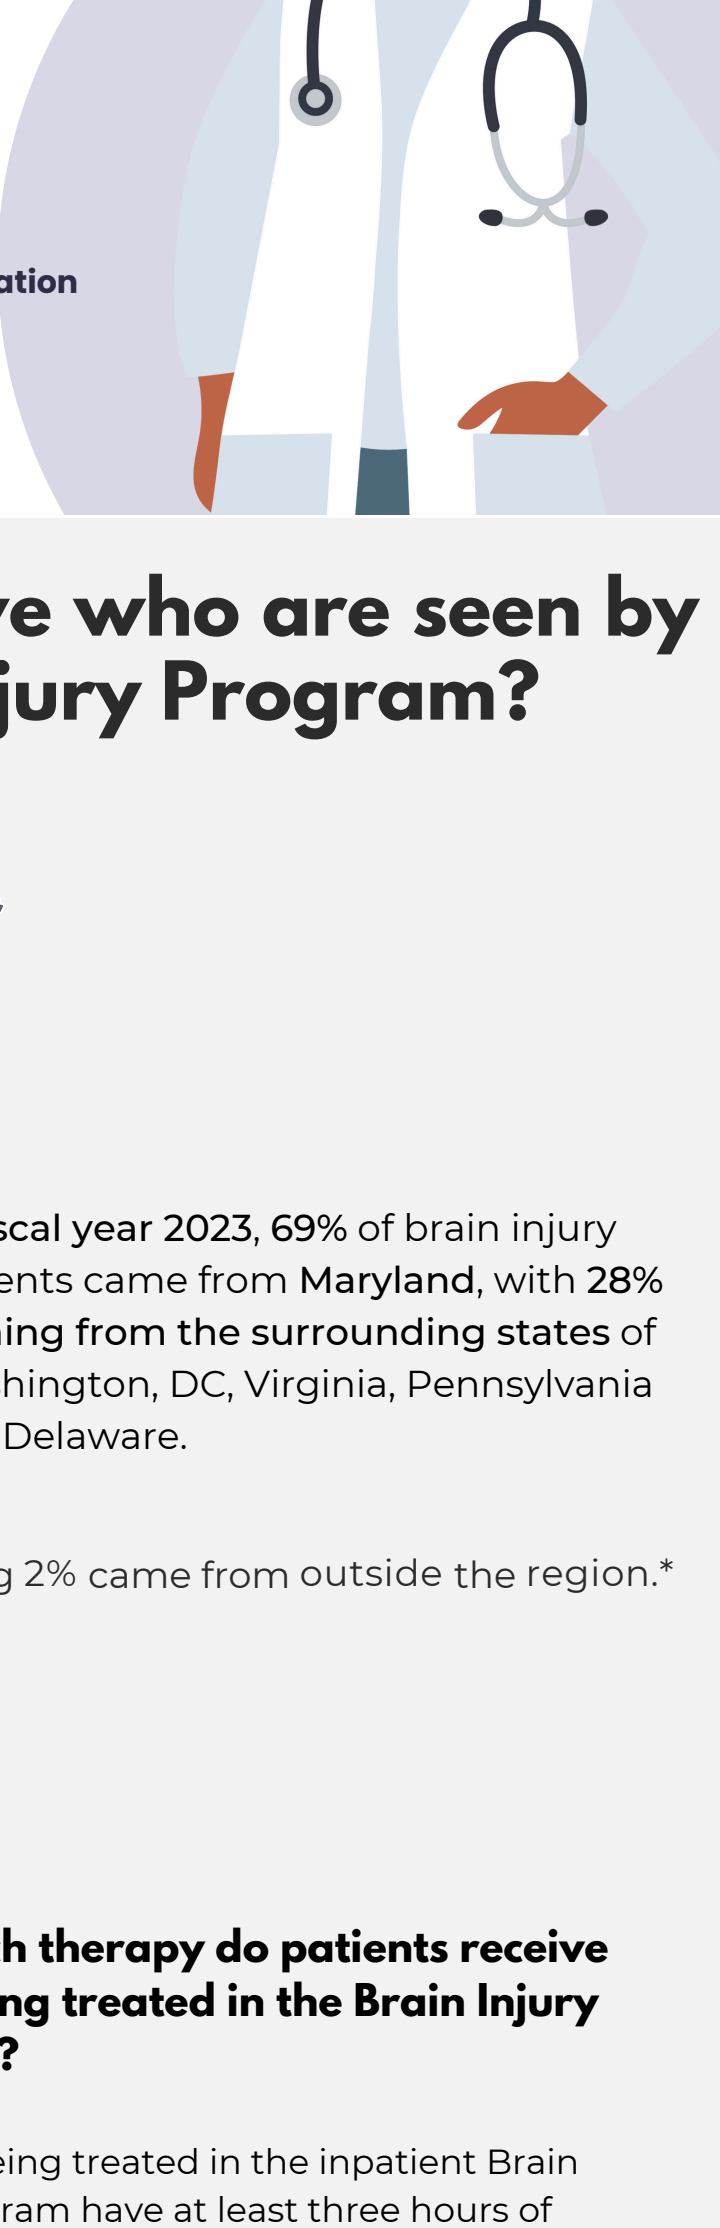 ation
ve who are seen by
jury Program?
scal year 2023, 69% of brain injury
ents came from Maryland, with 28%
ing from the surrounding states of
hington, DC, Virginia, Pennsylvania
Delaware.
g 2% came from outside the region.*
h therapy do patients receive
ng treated in the Brain Injury
?
eing treated in the inpatient Brain
ram have at least three hours of